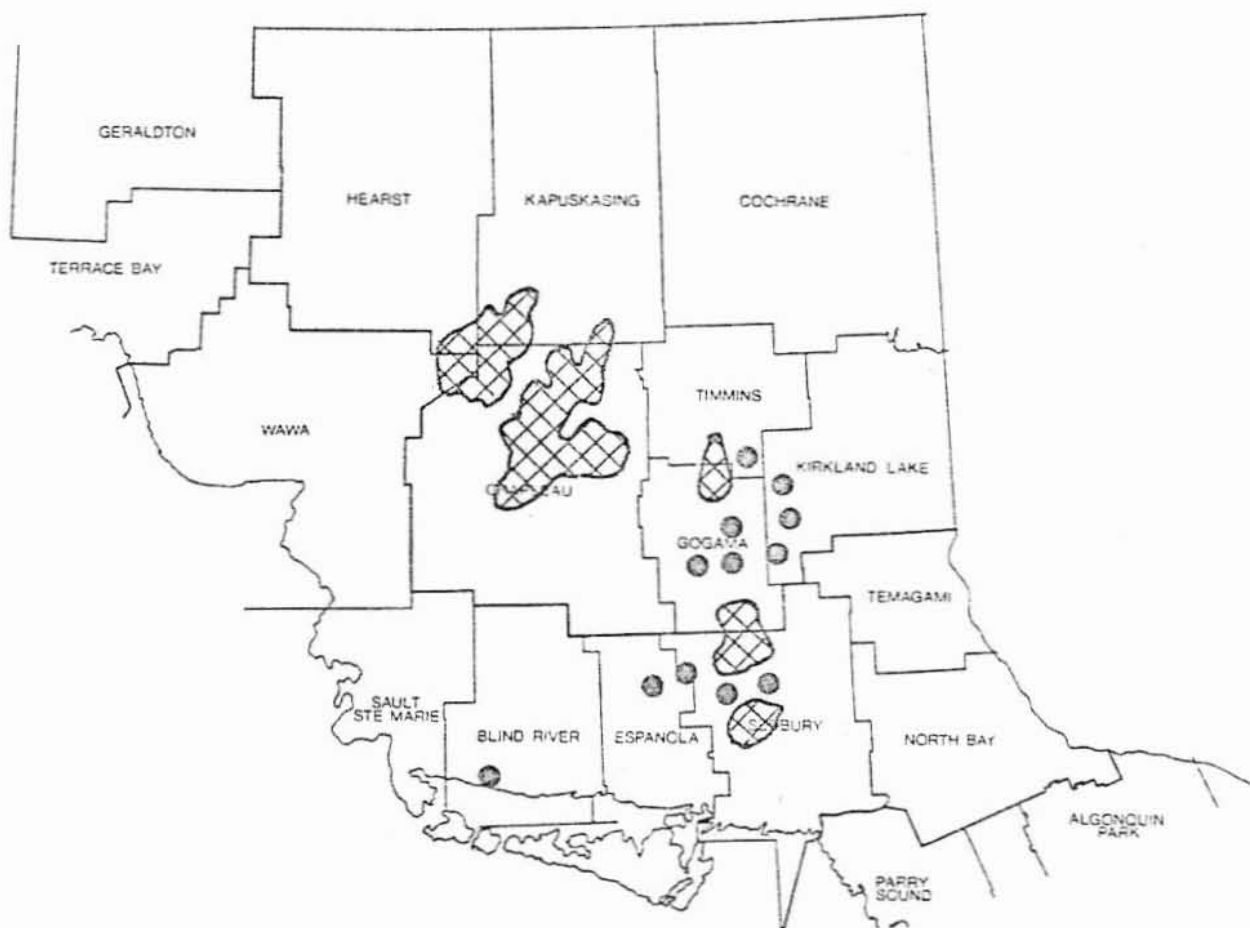 GERALDTON
HEARST
KAPUSKASING
COCHRANE
TERRACE BAY
TIMMINS
WAWA
KIRKLAND LAKE
GOGAMA
TEMAGAMI
SAULT
STE MARIE
BLIND RIVER
ESPANOLA
NORTH BAY
ALGONQUIN
PARK
PARRY
SOUND